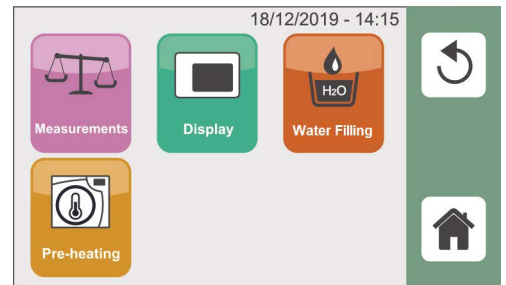 18/12/2019 - 14:15
Measurements
Display
H2O
Water Filling
Pre-heating